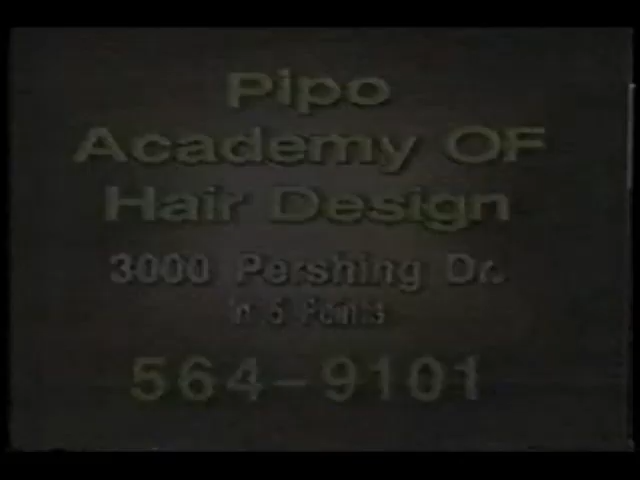 Pipo
Academy OF
Hair Design
3000 Pershing Dr.
in 5 Points
564-9101